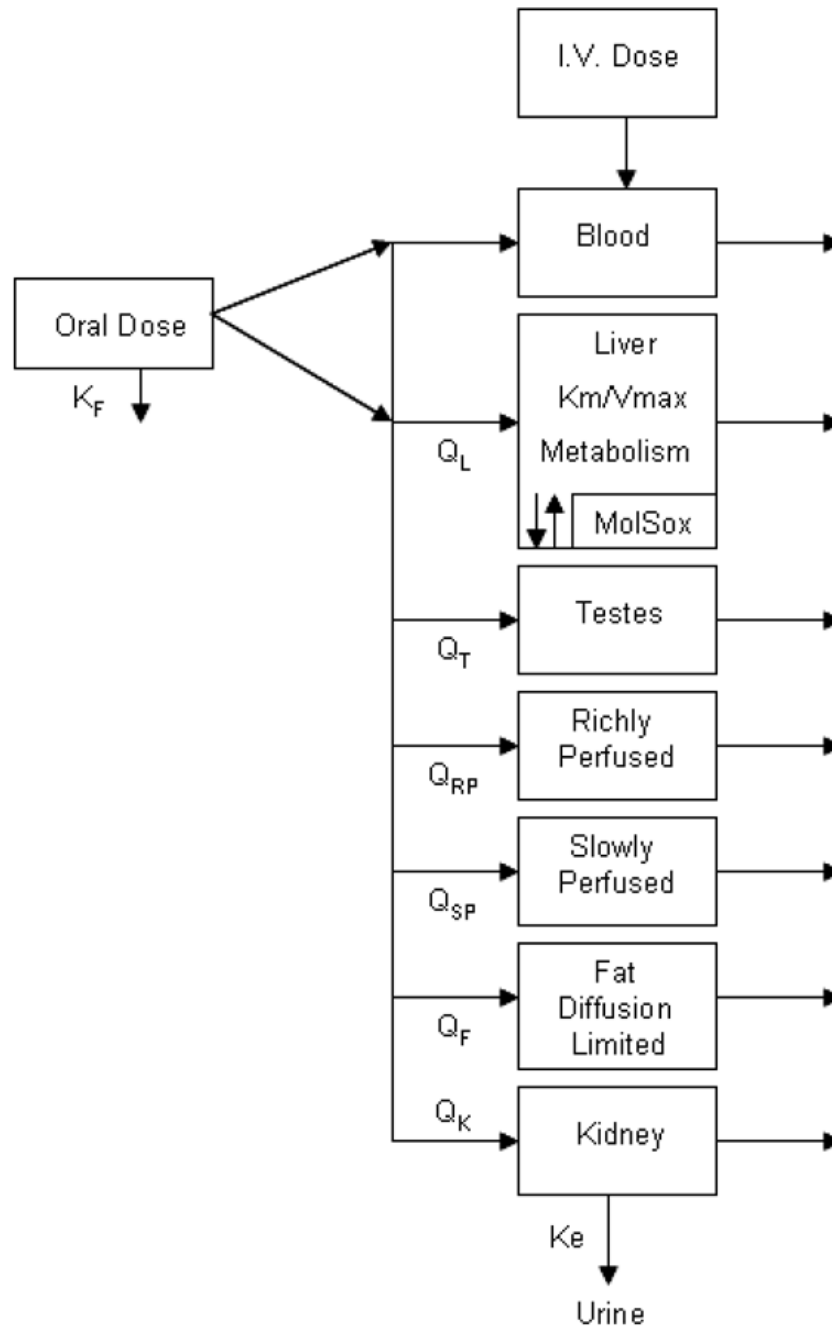 I.V. Dose
Blood
Oral Dose
K_F
Liver
Km/Vmax
Metabolism
Q_L
MolSox
Testes
Q_T
Richly
Perfused
Q_RP
Slowly
Perfused
Q_SP
Fat
Diffusion
Limited
Q_F
Q_K
Kidney
Ke
Urine